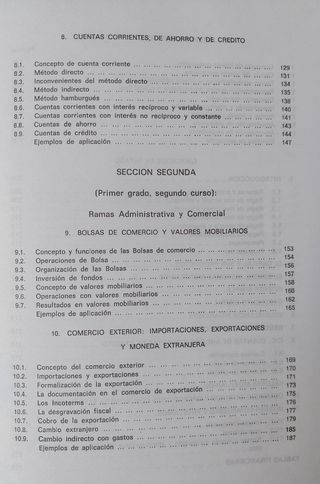 8. CUENTAS CORRIENTES, DE AHORRO Y DE CREDITO
8.1. Concepto de cuenta corriente ... 129
8.2. Método directo ... 131
8.3. Inconvenientes del método directo ... 134
8.4. Método indirecto ... 135
8.5. Método hamburgués ... 138
8.6. Cuentas corrientes con interés recíproco y variable ... 140
8.7. Cuentas corrientes con interés no recíproco y constante ... 141
8.8. Cuentas de ahorro ... 143
8.9. Cuentas de crédito ... 144
Ejemplos de aplicación ... 147
SECCION SEGUNDA
(Primer grado, segundo curso):
Ramas Administrativa y Comercial
9. BOLSAS DE COMERCIO Y VALORES MOBILIARIOS
9.1. Concepto y funciones de las Bolsas de comercio ... 153
9.2. Operaciones de Bolsa ... 154
9.3. Organización de las Bolsas ... 156
9.4. Inversión de fondos ... 157
9.5. Concepto de valores mobiliarios ... 158
9.6. Operaciones con valores mobiliarios ... 160
9.7. Resultados en valores mobiliarios ... 162
Ejemplos de aplicación ... 165
10. COMERCIO EXTERIOR: IMPORTACIONES, EXPORTACIONES
Y MONEDA EXTRANJERA
10.1. Concepto del comercio exterior ... 169
10.2. Importaciones y exportaciones ... 170
10.3. Formalización de la exportación ... 171
10.4. La documentación en el comercio de exportación ... 173
10.5. Los Incoterms ... 175
10.6. La desgravación fiscal ... 176
10.7. Cobro de la exportación ... 177
10.8. Cambio extranjero ... 179
10.9. Cambio indirecto con gastos ... 185
Ejemplos de aplicación ... 187